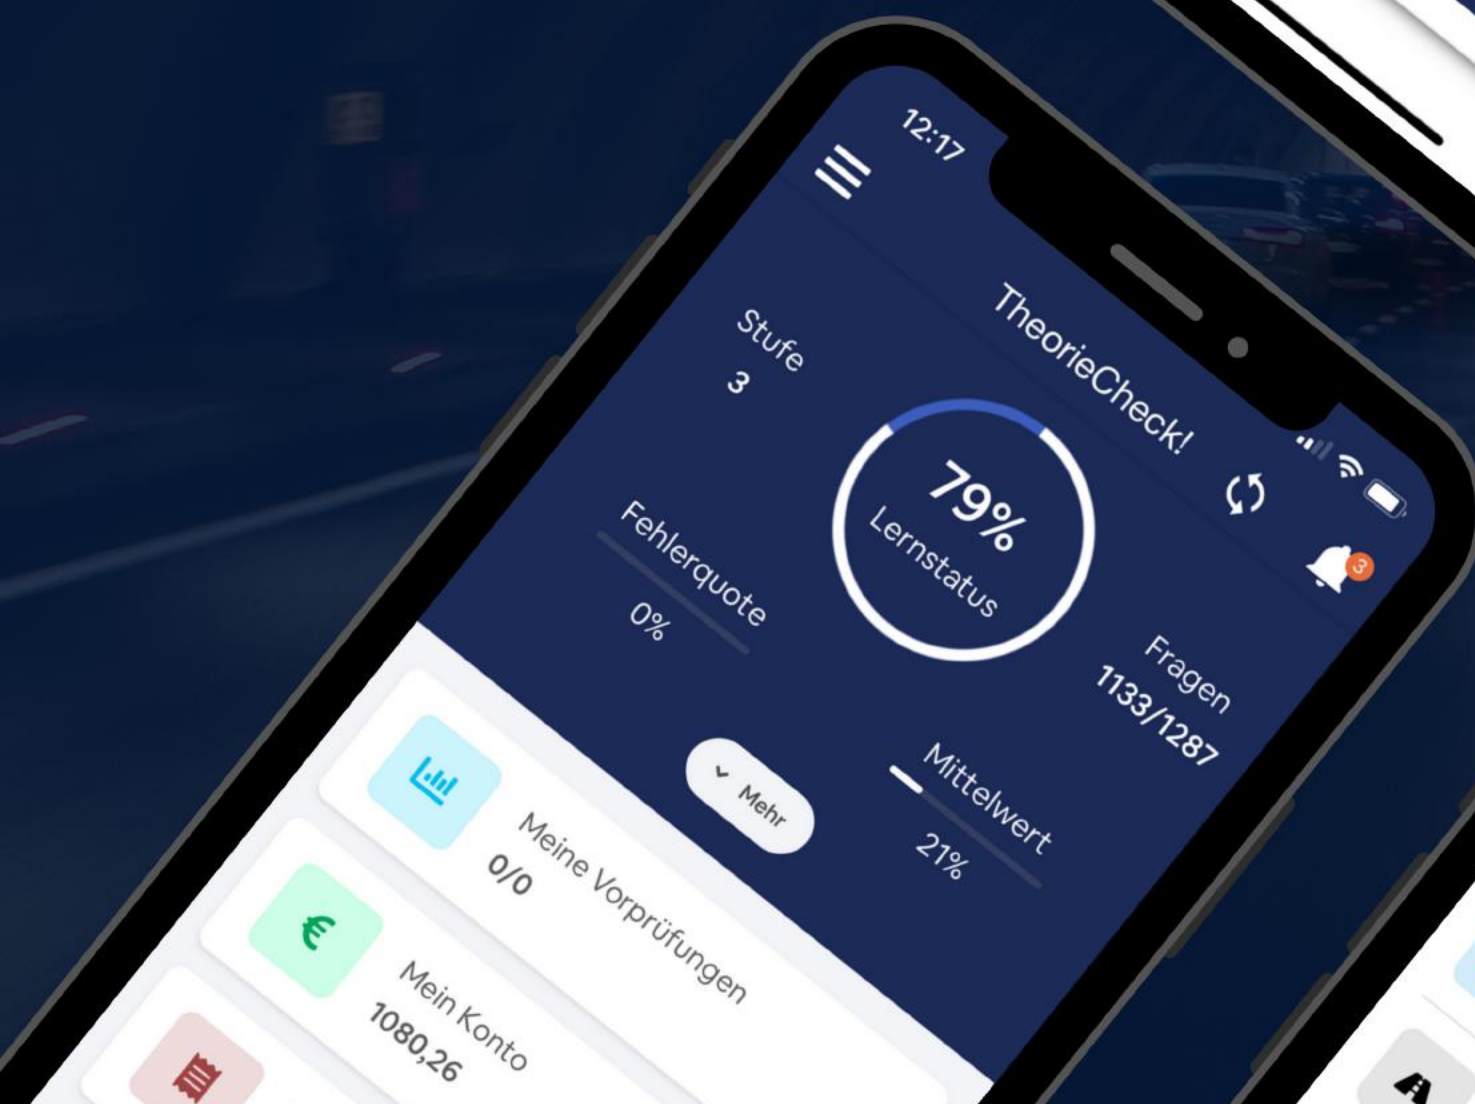 12:17
TheorieCheck!
3
Stufe
3
79%
Lernstatus
Fragen
1133/1287
Fehlerquote
0%
Mittelwert
21%
Mehr
Meine Vorprüfungen
0/0
Mein Konto
1080,26